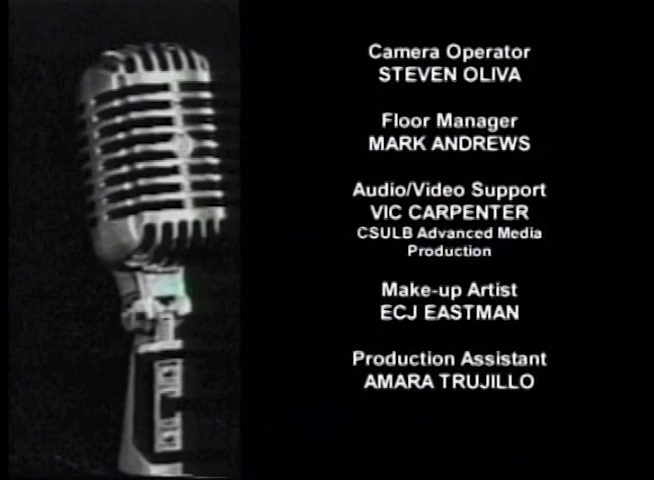 Camera Operator
STEVEN OLIVA
Floor Manager
MARK ANDREWS
Audio/Video Support
VIC CARPENTER
CSULB Advanced Media
Production
Make-up Artist
ECJ EASTMAN
Production Assistant
AMARA TRUJILLO